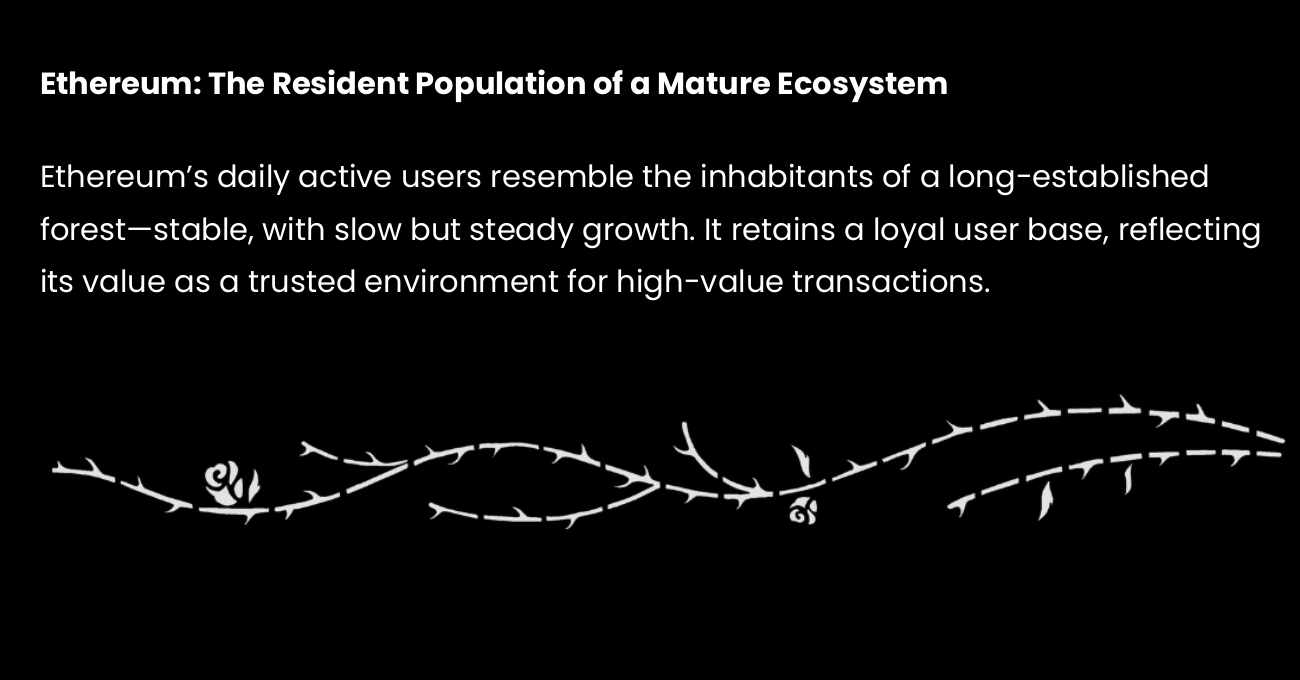 Ethereum: The Resident Population of a Mature Ecosystem
Ethereum’s daily active users resemble the inhabitants of a long-established
forest—stable, with slow but steady growth. It retains a loyal user base, reflecting
its value as a trusted environment for high-value transactions.